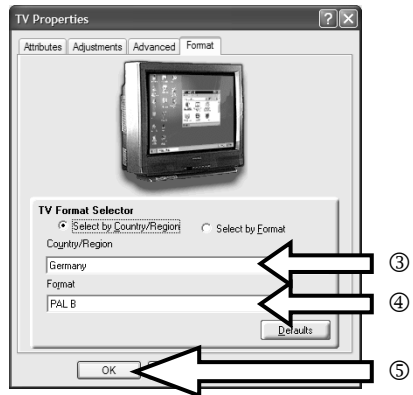 TV Properties
Attributes Adjustments Advanced Format
TV Format Selector
Select by Country/Region Select by Format
Country/Region
Germany ③
Format
PAL B ④
Defaults
OK ⑤